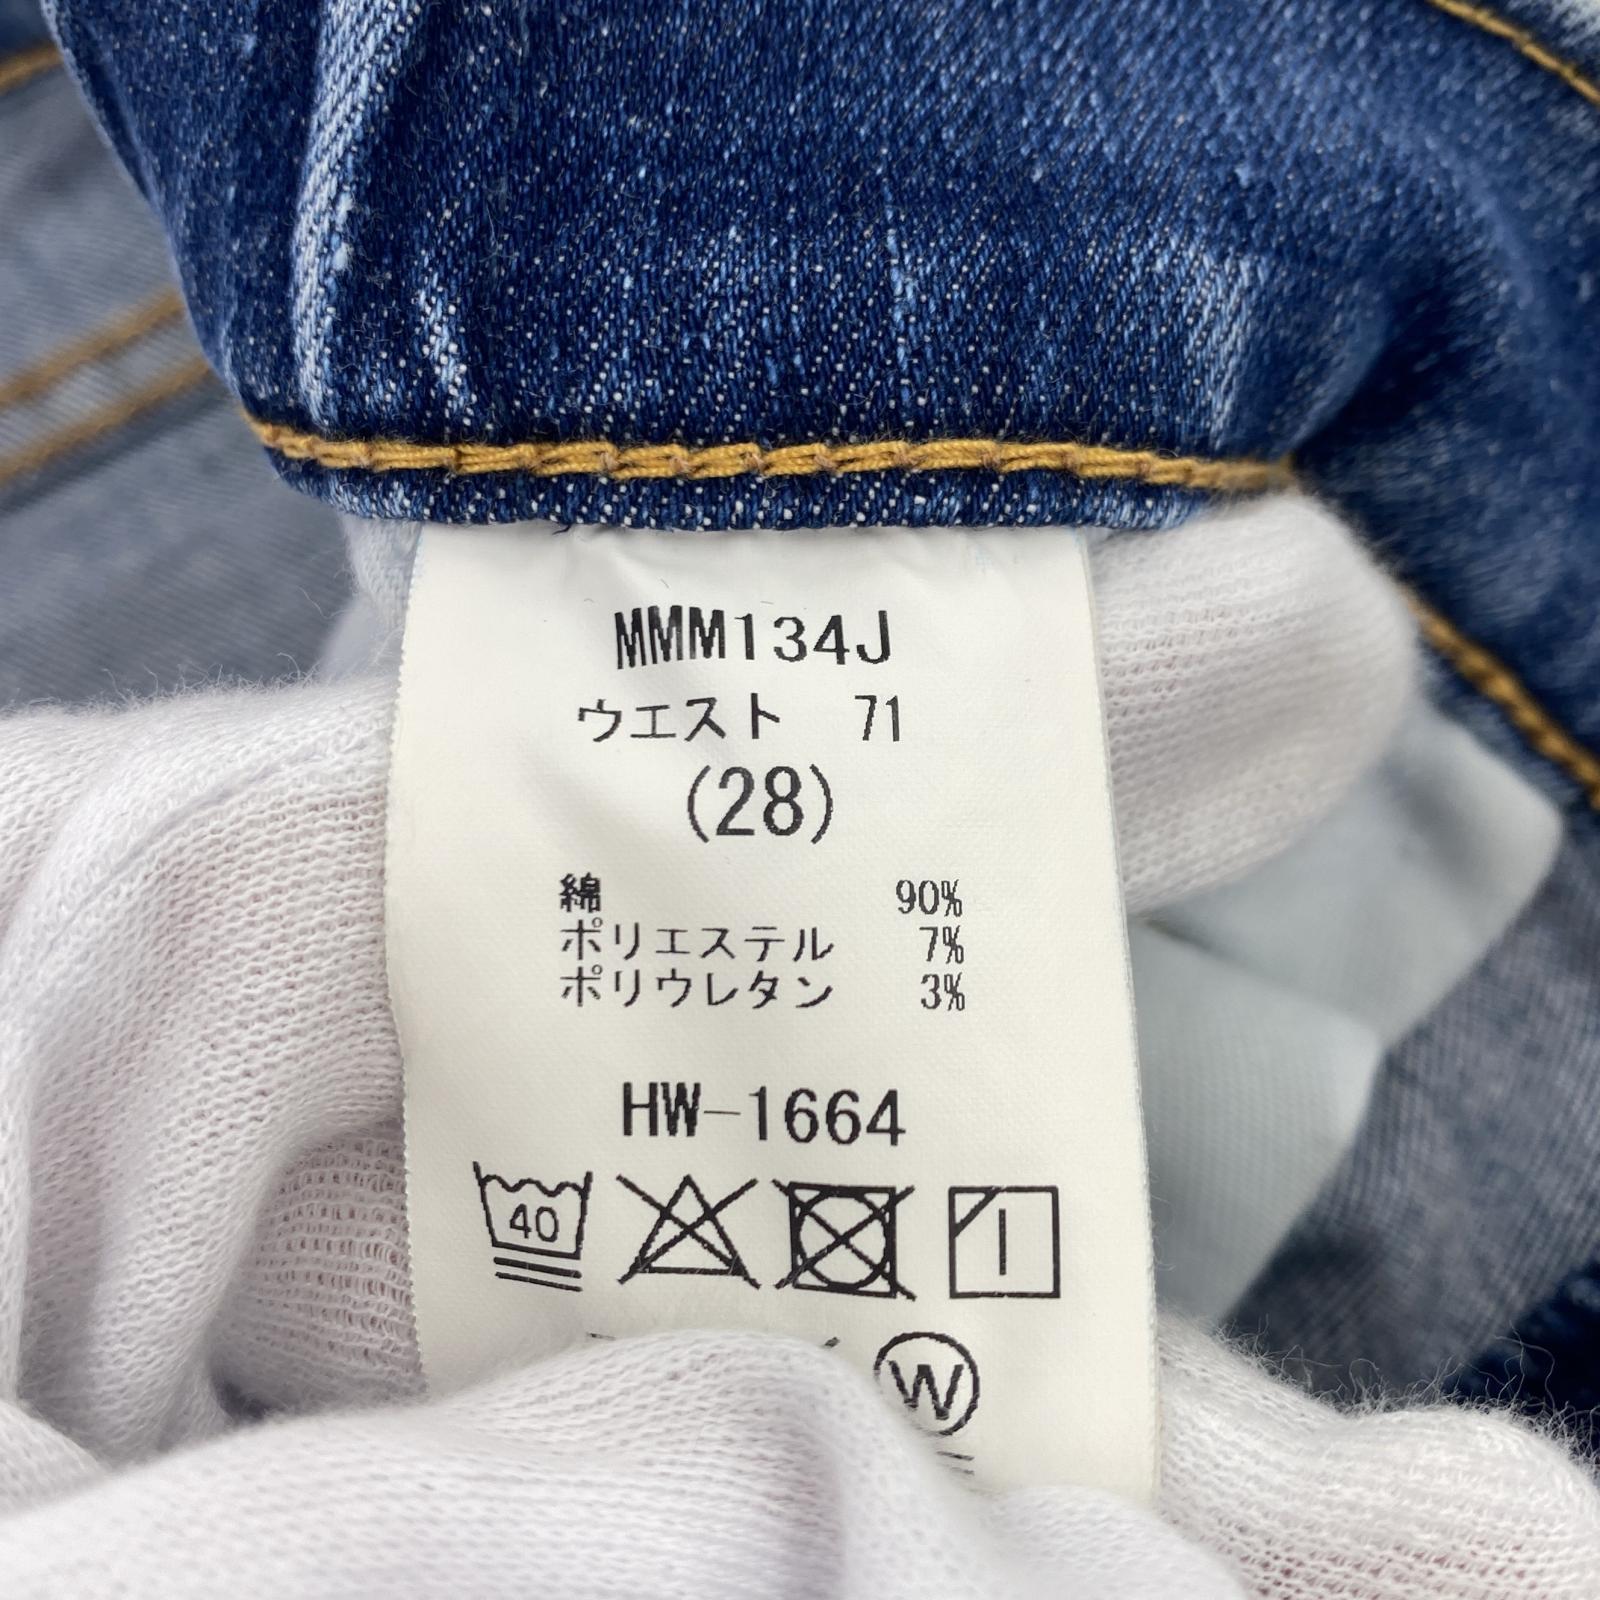 MMM134J
ウエスト 71
(28)
綿 90%
ポリエステル 7%
ポリウレタン 3%
HW-1664
40
W